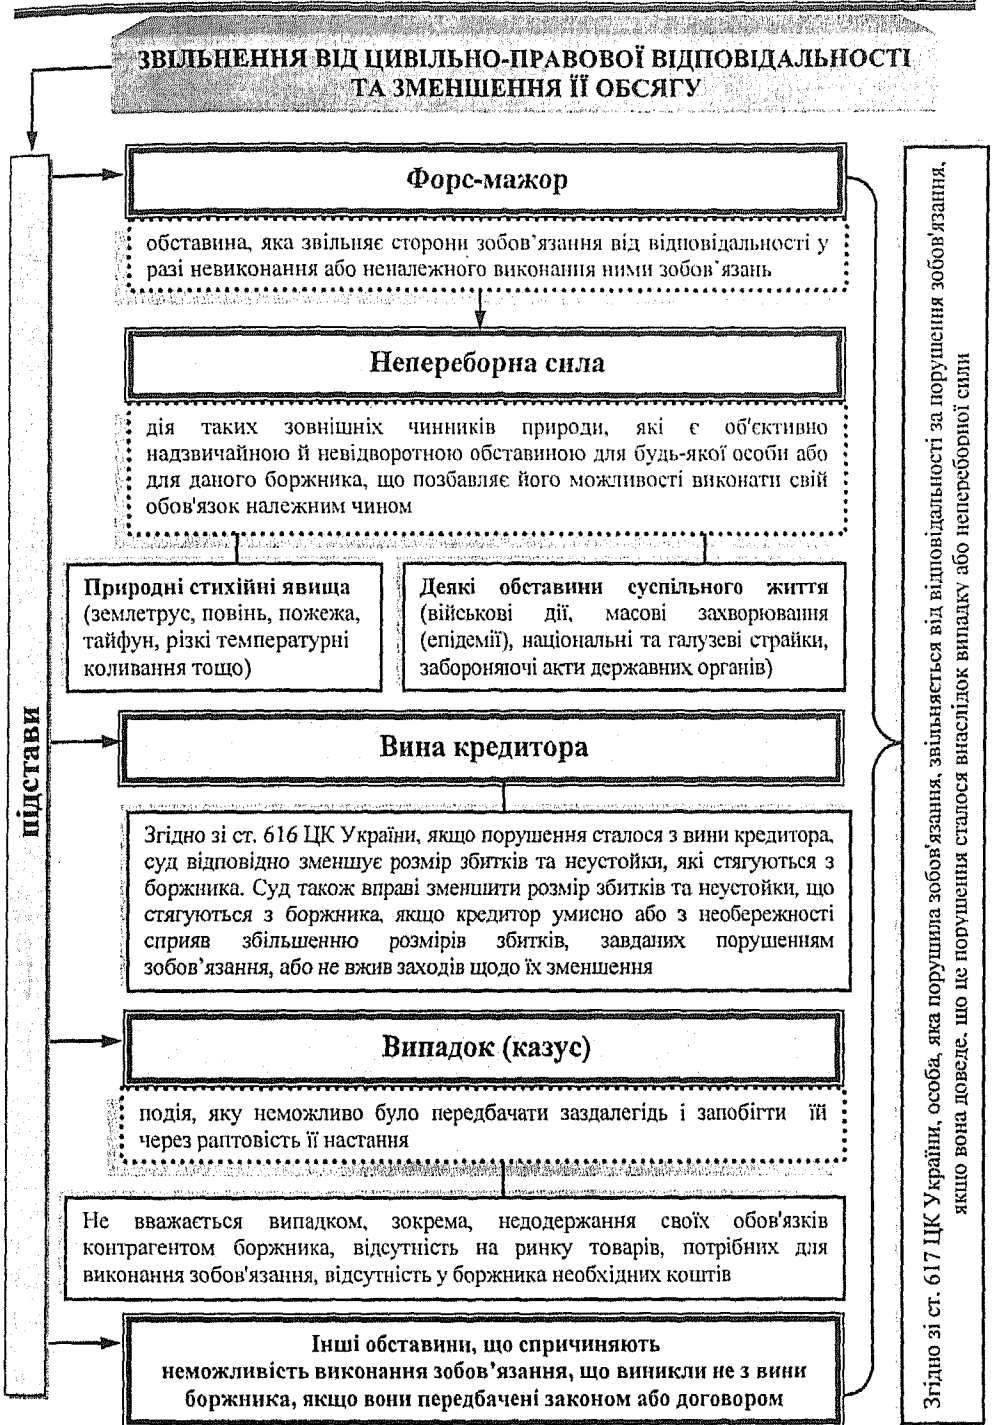 ЗВІЛЬНЕННЯ ВІД ЦИВІЛЬНО-ПРАВОВОЇ ВІДПОВІДАЛЬНОСТІ
ТА ЗМЕНШЕННЯ ЇЇ ОБСЯГУ
підстави
Форс-мажор
обставина, яка звільняє сторони зобов’язання від відповідальності у
разі невиконання або неналежного виконання ними зобов’язань
Непереборна сила
дія таких зовнішніх чинників природи, які є об'єктивно
надзвичайною й невідворотною обставиною для будь-якої особи або
для даного боржника, що позбавляє його можливості виконати свій
обов'язок належним чином
Природні стихійні явища
(землетрус, повінь, пожежа,
тайфун, різкі температурні
коливання тощо)
Деякі обставини суспільного життя
(військові дії, масові захворювання
(епідемії), національні та галузеві страйки,
забороняючі акти державних органів)
Вина кредитора
Згідно зі ст. 616 ЦК України, якщо порушення сталося з вини кредитора,
суд відповідно зменшує розмір збитків та неустойки, які стягуються з
боржника. Суд також вправі зменшити розмір збитків та неустойки, що
стягуються з боржника, якщо кредитор умисно або з необережності
сприяв збільшенню розмірів збитків, завданих порушенням
зобов’язання, або не вжив заходів щодо їх зменшення
Випадок (казус)
подія, яку неможливо було передбачати заздалегідь і запобігти їй
через раптовість її настання
Не вважається випадком, зокрема, недодержання своїх обов'язків
контрагентом боржника, відсутність на ринку товарів, потрібних для
виконання зобов'язання, відсутність у боржника необхідних коштів
Інші обставини, що спричиняють
неможливість виконання зобов’язання, що виникли не з вини
боржника, якщо вони передбачені законом або договором
Згідно зі ст. 617 ЦК України, особа, яка порушила зобов'язання, звільняється від відповідальності за порушення зобов'язання,
якщо вона доведе, що це порушення сталося внаслідок випадку або непереборної сили